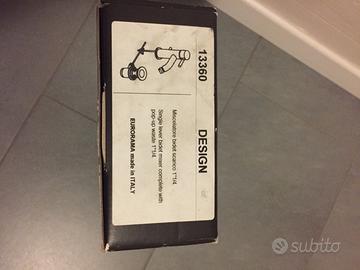 13360 DESIGN
Miscelatore bidet scarico 1"1/4.
Single lever bidet mixer complete with
pop-up waste 1"1/4.
EURORAMA made in ITALY
subito